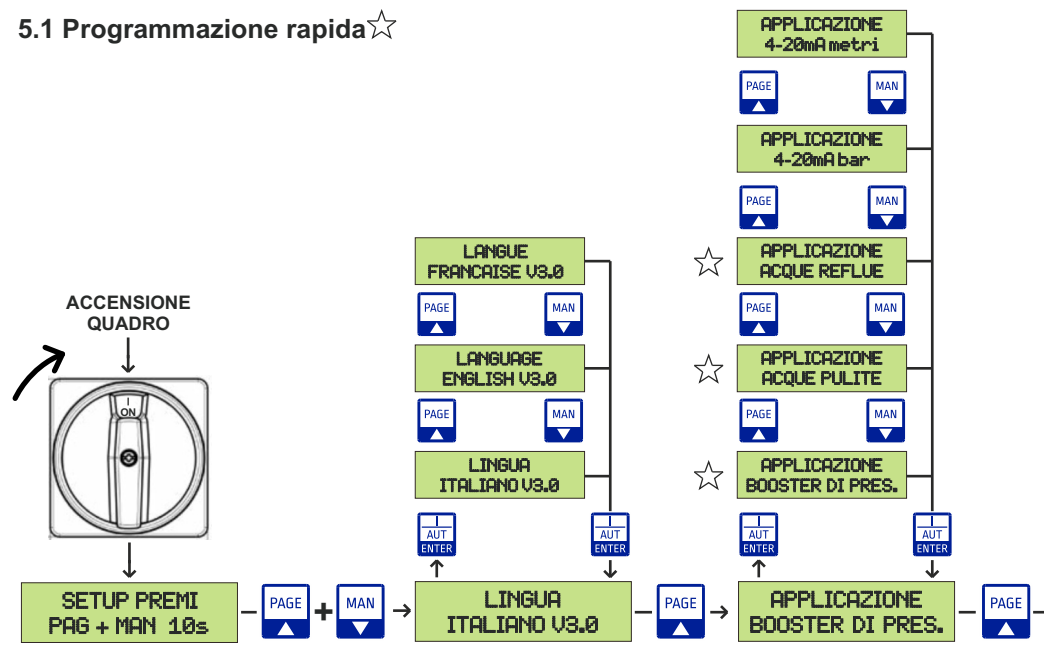 5.1 Programmazione rapida
APPLICAZIONE
4-20mA metri
PAGE
MAN
APPLICAZIONE
4-20mA bar
PAGE
MAN
LANGUE
FRANCAISE V3.0
APPLICAZIONE
ACQUE REFLUE
ACCENSIONE
QUADRO
PAGE
MAN
PAGE
MAN
LANGUAGE
ENGLISH V3.0
APPLICAZIONE
ACQUE PULITE
I
ON
PAGE
MAN
PAGE
MAN
LINGUA
ITALIANO V3.0
APPLICAZIONE
BOOSTER DI PRES.
I
AUT
ENTER
I
AUT
ENTER
I
AUT
ENTER
I
AUT
ENTER
SETUP PREMI
PAG + MAN 10s
PAGE
+
MAN
LINGUA
ITALIANO V3.0
PAGE
APPLICAZIONE
BOOSTER DI PRES.
PAGE